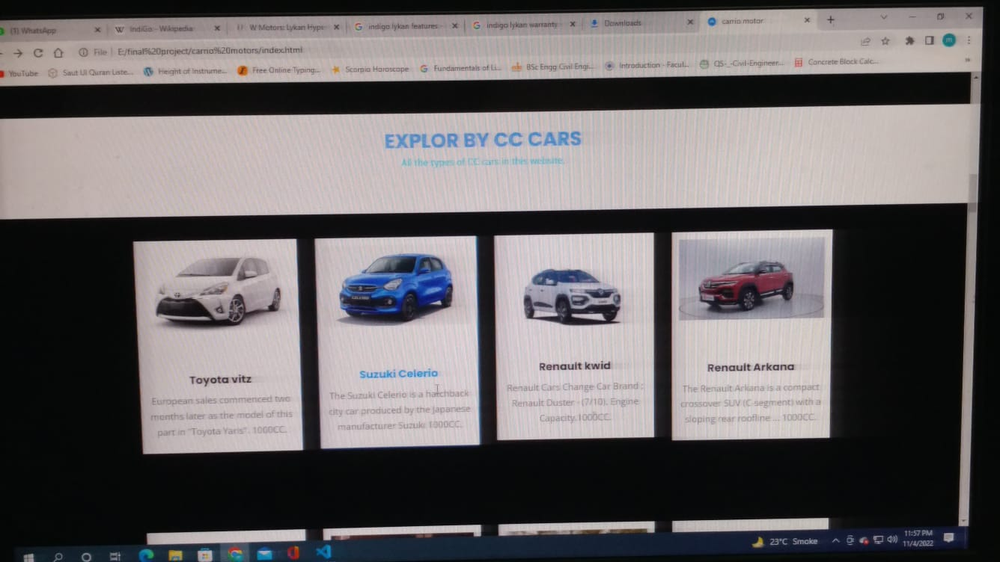 (1) WhatsApp
IndiGo - Wikipedia
W Motors: Lykan Hype
indigo lykan features -
indigo lykan warranty
Downloads
carrio motor
File
E:/final%20project/carrio%20motors/index.html
m
YouTube
Saut Ul Quran Liste...
Height of Instrume...
Free Online Typing...
Scorpio Horoscope
Fundamentals of Li...
BSc Engg Civil Engi...
Introduction - Facul...
QS-_-Civil-Engineer...
Concrete Block Calc...
EXPLOR BY CC CARS
All the types of CC cars in this website.
CELERIO
Toyota vitz
European sales commenced two
months later as the model of this
part in "Toyota Yaris". 1000CC.
Suzuki Celerio
The Suzuki Celerio is a hatchback
city car produced by the Japanese
manufacturer Suzuki 1000CC.
Renault kwid
Renault Cars Change Car Brand ;
Renault Duster · (7/10). Engine
Capacity.1000CC.
Renault Arkana
The Renault Arkana is a compact
crossover SUV (C-segment) with a
sloping rear roofline ... 1000CC.
23°C Smoke
11:57 PM
11/4/2022